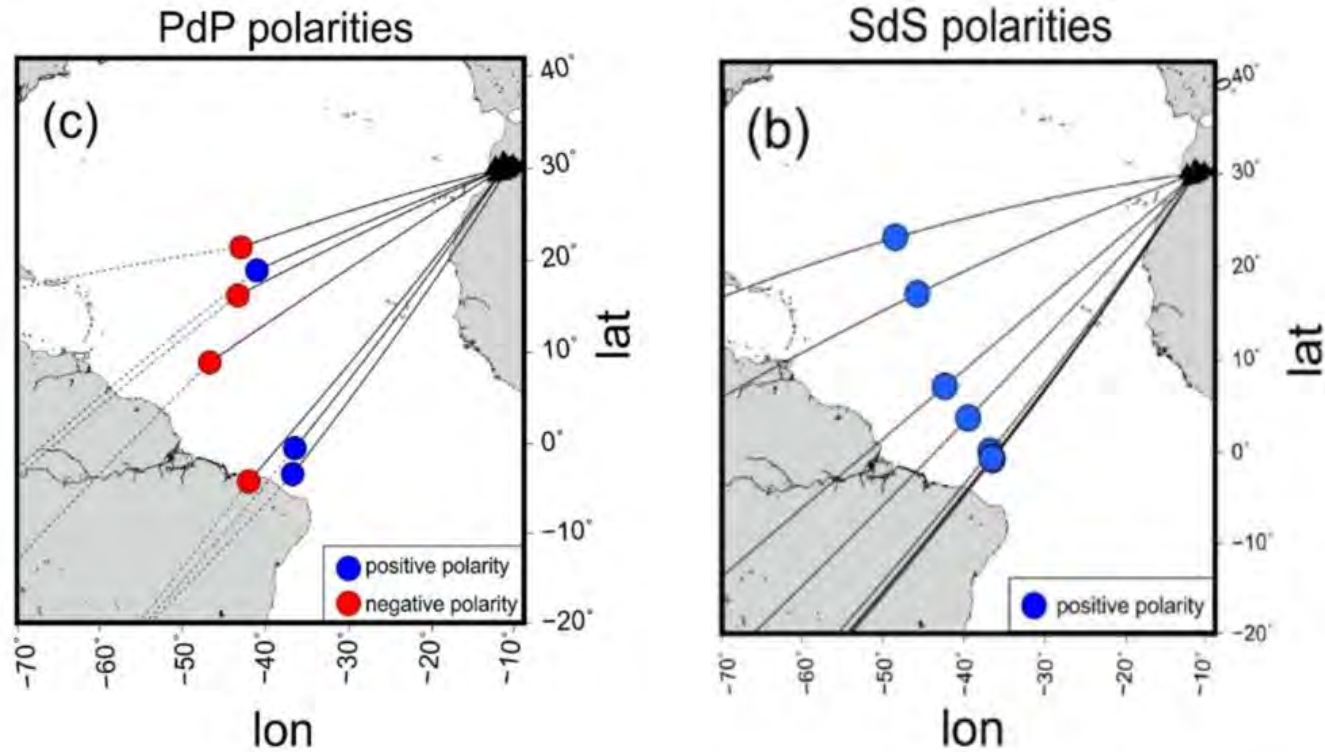 PdP polarities
(c)
40°
30°
20°
10°
0°
−10°
−20°
lat
positive polarity
negative polarity
−70°
−60°
−50°
−40°
−30°
−20°
−10°
lon
SdS polarities
(b)
40°
30°
20°
10°
0°
−10°
−20°
lat
positive polarity
−70°
−60°
−50°
−40°
−30°
−20°
−10°
lon